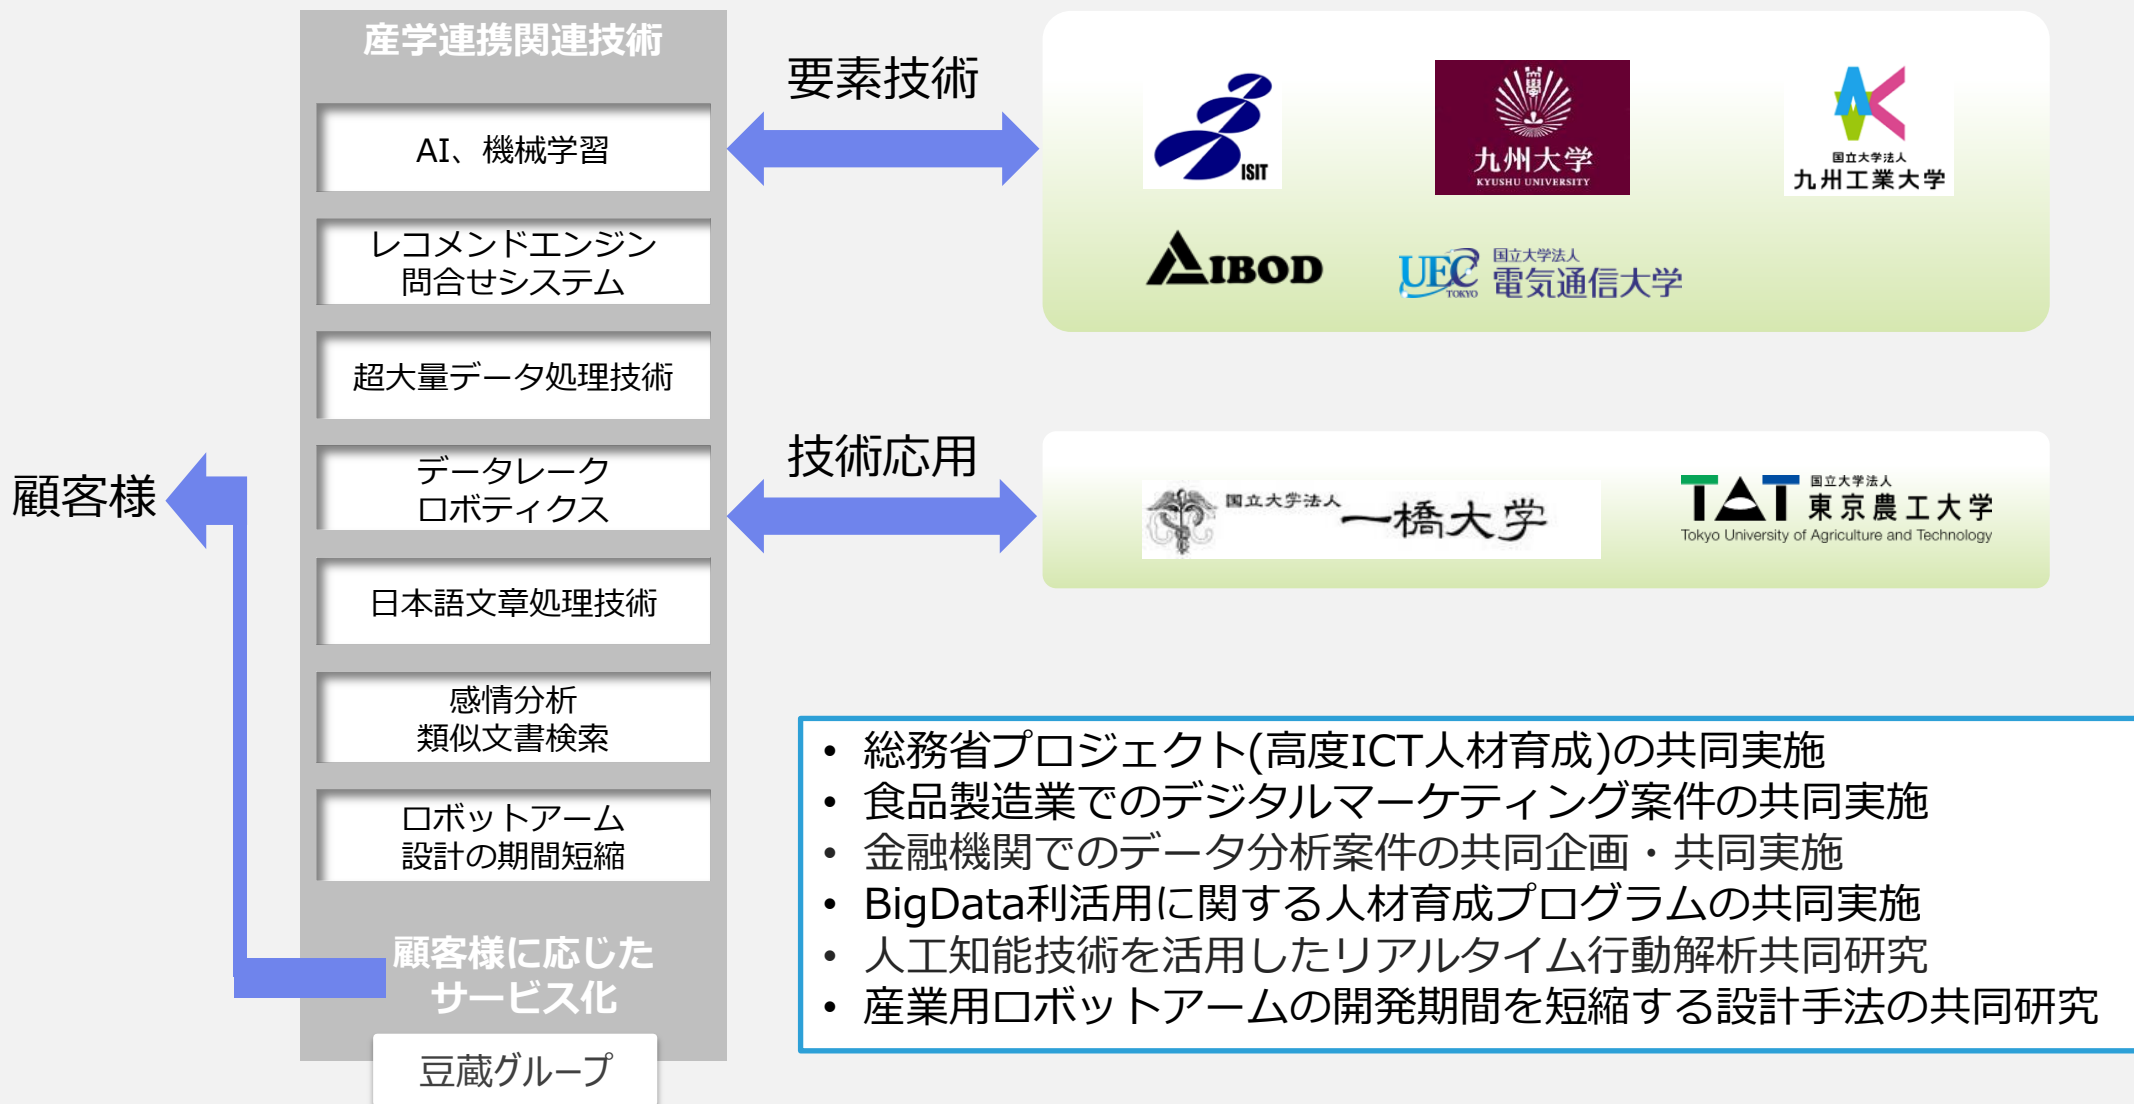 産学連携関連技術
AI、機械学習
レコメンドエンジン
問合せシステム
超大量データ処理技術
データレーク
ロボティクス
日本語文章処理技術
感情分析
類似文書検索
ロボットアーム
設計の期間短縮
顧客様に応じた
サービス化
豆蔵グループ
顧客様
要素技術
ISIT
九州大学
KYUSHU UNIVERSITY
国立大学法人
九州工業大学
AIBOD
UEC
TOKYO
国立大学法人
電気通信大学
技術応用
国立大学法人
一橋大学
TAT
国立大学法人
東京農工大学
Tokyo University of Agriculture and Technology
• 総務省プロジェクト(高度ICT人材育成)の共同実施
• 食品製造業でのデジタルマーケティング案件の共同実施
• 金融機関でのデータ分析案件の共同企画・共同実施
• BigData利活用に関する人材育成プログラムの共同実施
• 人工知能技術を活用したリアルタイム行動解析共同研究
• 産業用ロボットアームの開発期間を短縮する設計手法の共同研究